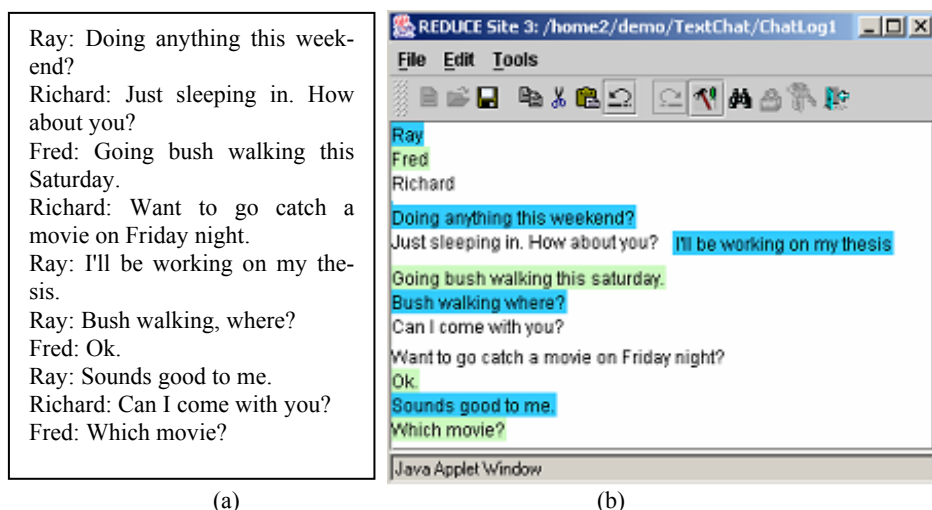 Ray: Doing anything this week-
end?
Richard: Just sleeping in. How
about you?
Fred: Going bush walking this
Saturday.
Richard: Want to go catch a
movie on Friday night.
Ray: I'll be working on my the-
sis.
Ray: Bush walking, where?
Fred: Ok.
Ray: Sounds good to me.
Richard: Can I come with you?
Fred: Which movie?
(a)
REDUCE Site 3: /home2/demo/TextChat/ChatLog1
File Edit Tools
Ray
Fred
Richard
Doing anything this weekend?
Just sleeping in. How about you? I'll be working on my thesis
Going bush walking this saturday.
Bush walking where?
Can I come with you?
Want to go catch a movie on Friday night?
Ok.
Sounds good to me.
Which movie?
Java Applet Window
(b)